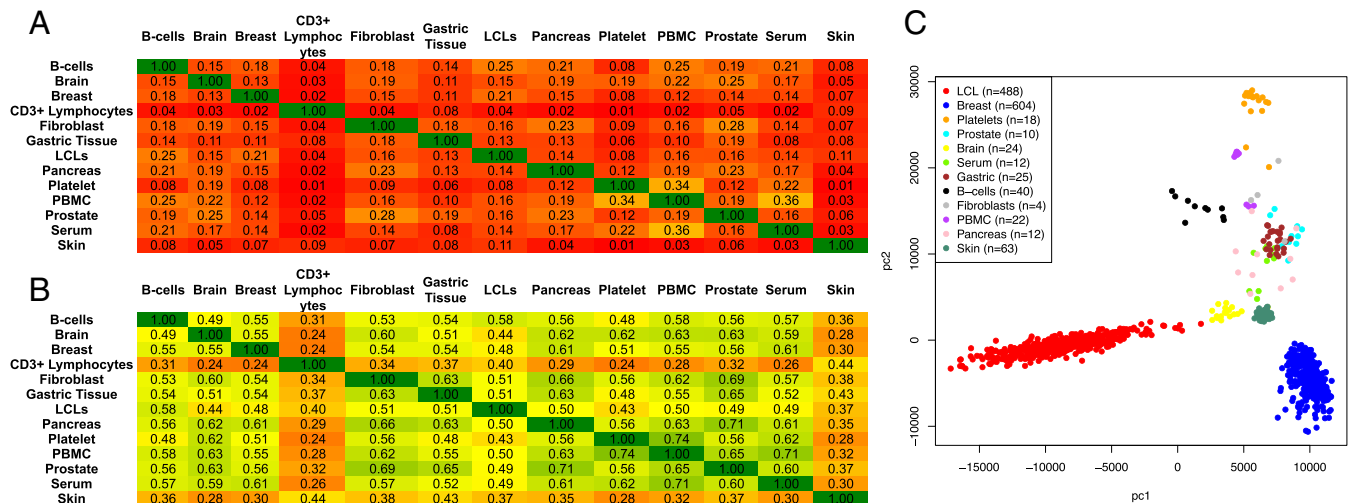 A
B-cells Brain Breast CD3+ Lymphoc ytes Fibroblast Gastric Tissue LCLs Pancreas Platelet PBMC Prostate Serum Skin
B-cells 1.00 0.15 0.18 0.04 0.18 0.14 0.25 0.21 0.08 0.25 0.19 0.21 0.08
Brain 0.15 1.00 0.13 0.03 0.19 0.11 0.15 0.19 0.19 0.22 0.25 0.17 0.05
Breast 0.18 0.13 1.00 0.02 0.15 0.11 0.21 0.15 0.08 0.12 0.14 0.14 0.07
CD3+ Lymphocytes 0.04 0.03 0.02 1.00 0.04 0.08 0.04 0.02 0.01 0.02 0.05 0.02 0.09
Fibroblast 0.18 0.19 0.15 0.04 1.00 0.18 0.16 0.23 0.09 0.16 0.28 0.14 0.07
Gastric Tissue 0.14 0.11 0.11 0.08 0.18 1.00 0.13 0.13 0.06 0.10 0.19 0.08 0.08
LCLs 0.25 0.15 0.21 0.04 0.16 0.13 1.00 0.14 0.08 0.16 0.16 0.14 0.11
Pancreas 0.21 0.19 0.15 0.02 0.23 0.13 0.14 1.00 0.12 0.19 0.23 0.17 0.04
Platelet 0.08 0.19 0.08 0.01 0.09 0.06 0.08 0.12 1.00 0.34 0.12 0.22 0.01
PBMC 0.25 0.22 0.12 0.02 0.16 0.10 0.16 0.19 0.34 1.00 0.19 0.36 0.03
Prostate 0.19 0.25 0.14 0.05 0.28 0.19 0.16 0.23 0.12 0.19 1.00 0.16 0.06
Serum 0.21 0.17 0.14 0.02 0.14 0.08 0.14 0.17 0.22 0.36 0.16 1.00 0.03
Skin 0.08 0.05 0.07 0.09 0.07 0.08 0.11 0.04 0.01 0.03 0.06 0.03 1.00
B
B-cells Brain Breast CD3+ Lymphoc ytes Fibroblast Gastric Tissue LCLs Pancreas Platelet PBMC Prostate Serum Skin
B-cells 1.00 0.49 0.55 0.31 0.53 0.54 0.58 0.56 0.48 0.58 0.56 0.57 0.36
Brain 0.49 1.00 0.55 0.24 0.60 0.51 0.44 0.62 0.62 0.63 0.63 0.59 0.28
Breast 0.55 0.55 1.00 0.24 0.54 0.54 0.48 0.61 0.51 0.55 0.56 0.61 0.30
CD3+ Lymphocytes 0.31 0.24 0.24 1.00 0.34 0.37 0.40 0.29 0.24 0.28 0.32 0.26 0.44
Fibroblast 0.53 0.60 0.54 0.34 1.00 0.63 0.51 0.66 0.56 0.62 0.69 0.57 0.38
Gastric Tissue 0.54 0.51 0.54 0.37 0.63 1.00 0.51 0.63 0.48 0.55 0.65 0.52 0.43
LCLs 0.58 0.44 0.48 0.40 0.51 0.51 1.00 0.50 0.43 0.50 0.49 0.49 0.37
Pancreas 0.56 0.62 0.61 0.29 0.66 0.63 0.50 1.00 0.56 0.63 0.71 0.61 0.35
Platelet 0.48 0.62 0.51 0.24 0.56 0.48 0.43 0.56 1.00 0.74 0.56 0.62 0.28
PBMC 0.58 0.63 0.55 0.28 0.62 0.55 0.50 0.63 0.74 1.00 0.65 0.71 0.32
Prostate 0.56 0.63 0.56 0.32 0.69 0.65 0.49 0.71 0.56 0.65 1.00 0.60 0.37
Serum 0.57 0.59 0.61 0.26 0.57 0.52 0.49 0.61 0.62 0.71 0.60 1.00 0.30
Skin 0.36 0.28 0.30 0.44 0.38 0.43 0.37 0.35 0.28 0.32 0.37 0.30 1.00
C
LCL (n=488)
Breast (n=604)
Platelets (n=18)
Prostate (n=10)
Brain (n=24)
Serum (n=12)
Gastric (n=25)
B−cells (n=40)
Fibroblasts (n=4)
PBMC (n=22)
Pancreas (n=12)
Skin (n=63)
pc2
30000
20000
10000
0
−10000
−15000 −10000 −5000 0 5000 10000
pc1